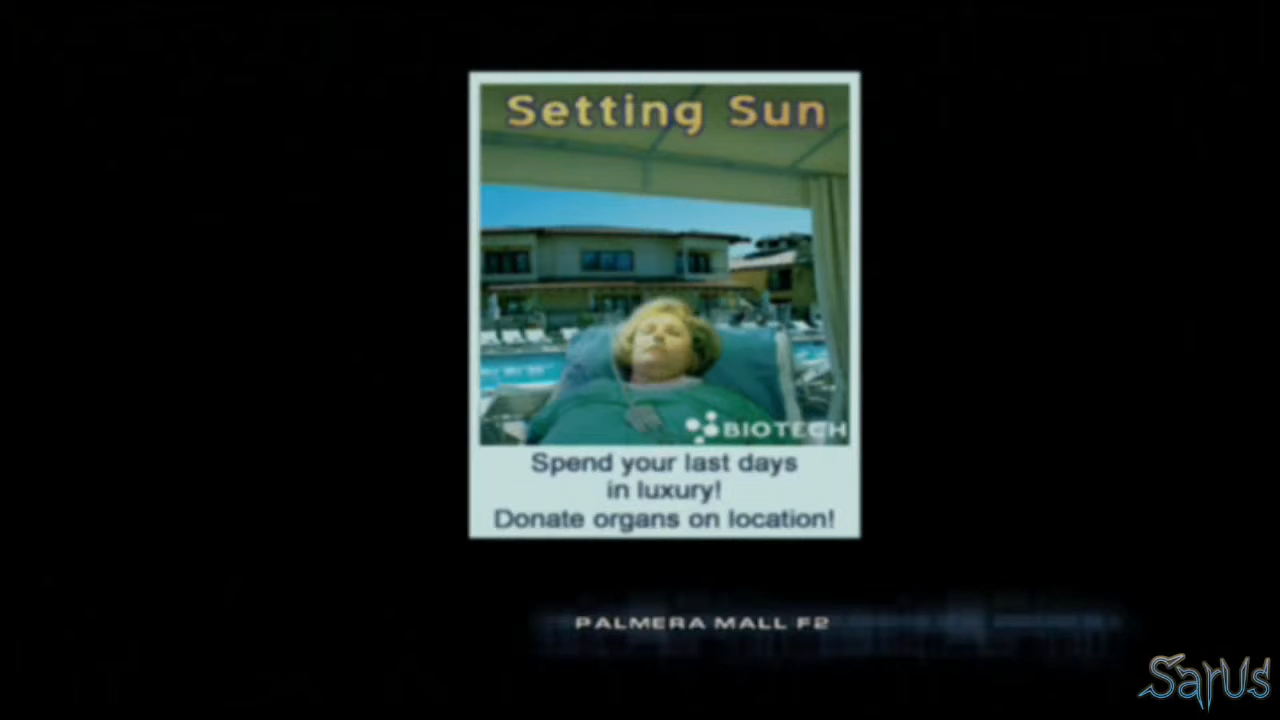 Setting Sun
BIOTECH
Spend your last days
in luxury!
Donate organs on location!
PALMERA MALL F2
Sarus